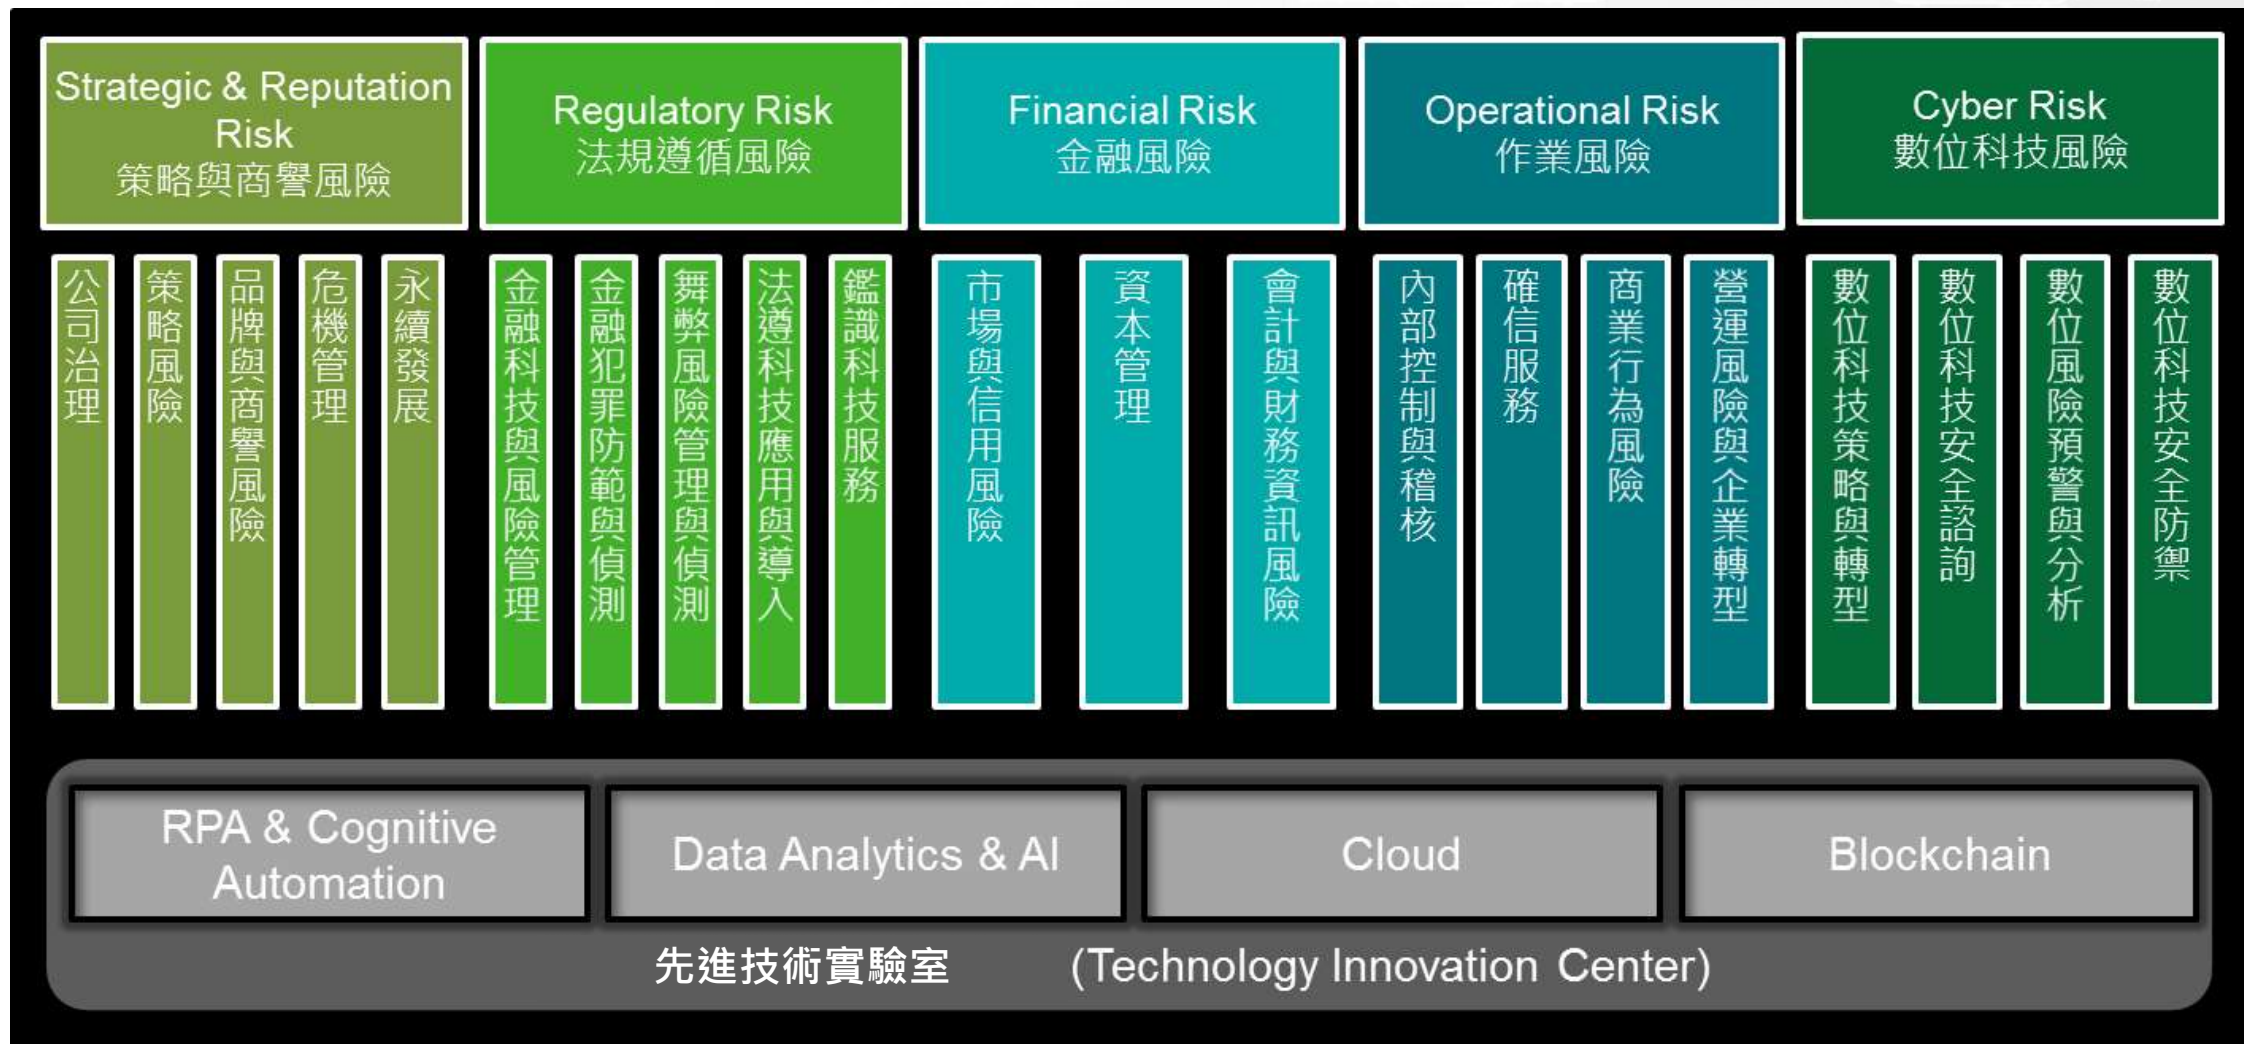 Strategic & Reputation
Risk
策略與商譽風險
Regulatory Risk
法規遵循風險
Financial Risk
金融風險
Operational Risk
作業風險
Cyber Risk
數位科技風險
公司治理
策略風險
品牌與商譽風險
危機管理
永續發展
金融科技與風險管理
金融犯罪防範與偵測
舞弊風險管理與偵測
法遵科技應用與導入
鑑識科技服務
市場與信用風險
資本管理
會計與財務資訊風險
內部控制與稽核
確信服務
商業行為風險
營運風險與企業轉型
數位科技策略與轉型
數位科技安全諮詢
數位風險預警與分析
數位科技安全防禦
RPA & Cognitive
Automation
Data Analytics & AI
Cloud
Blockchain
先進技術實驗室 (Technology Innovation Center)